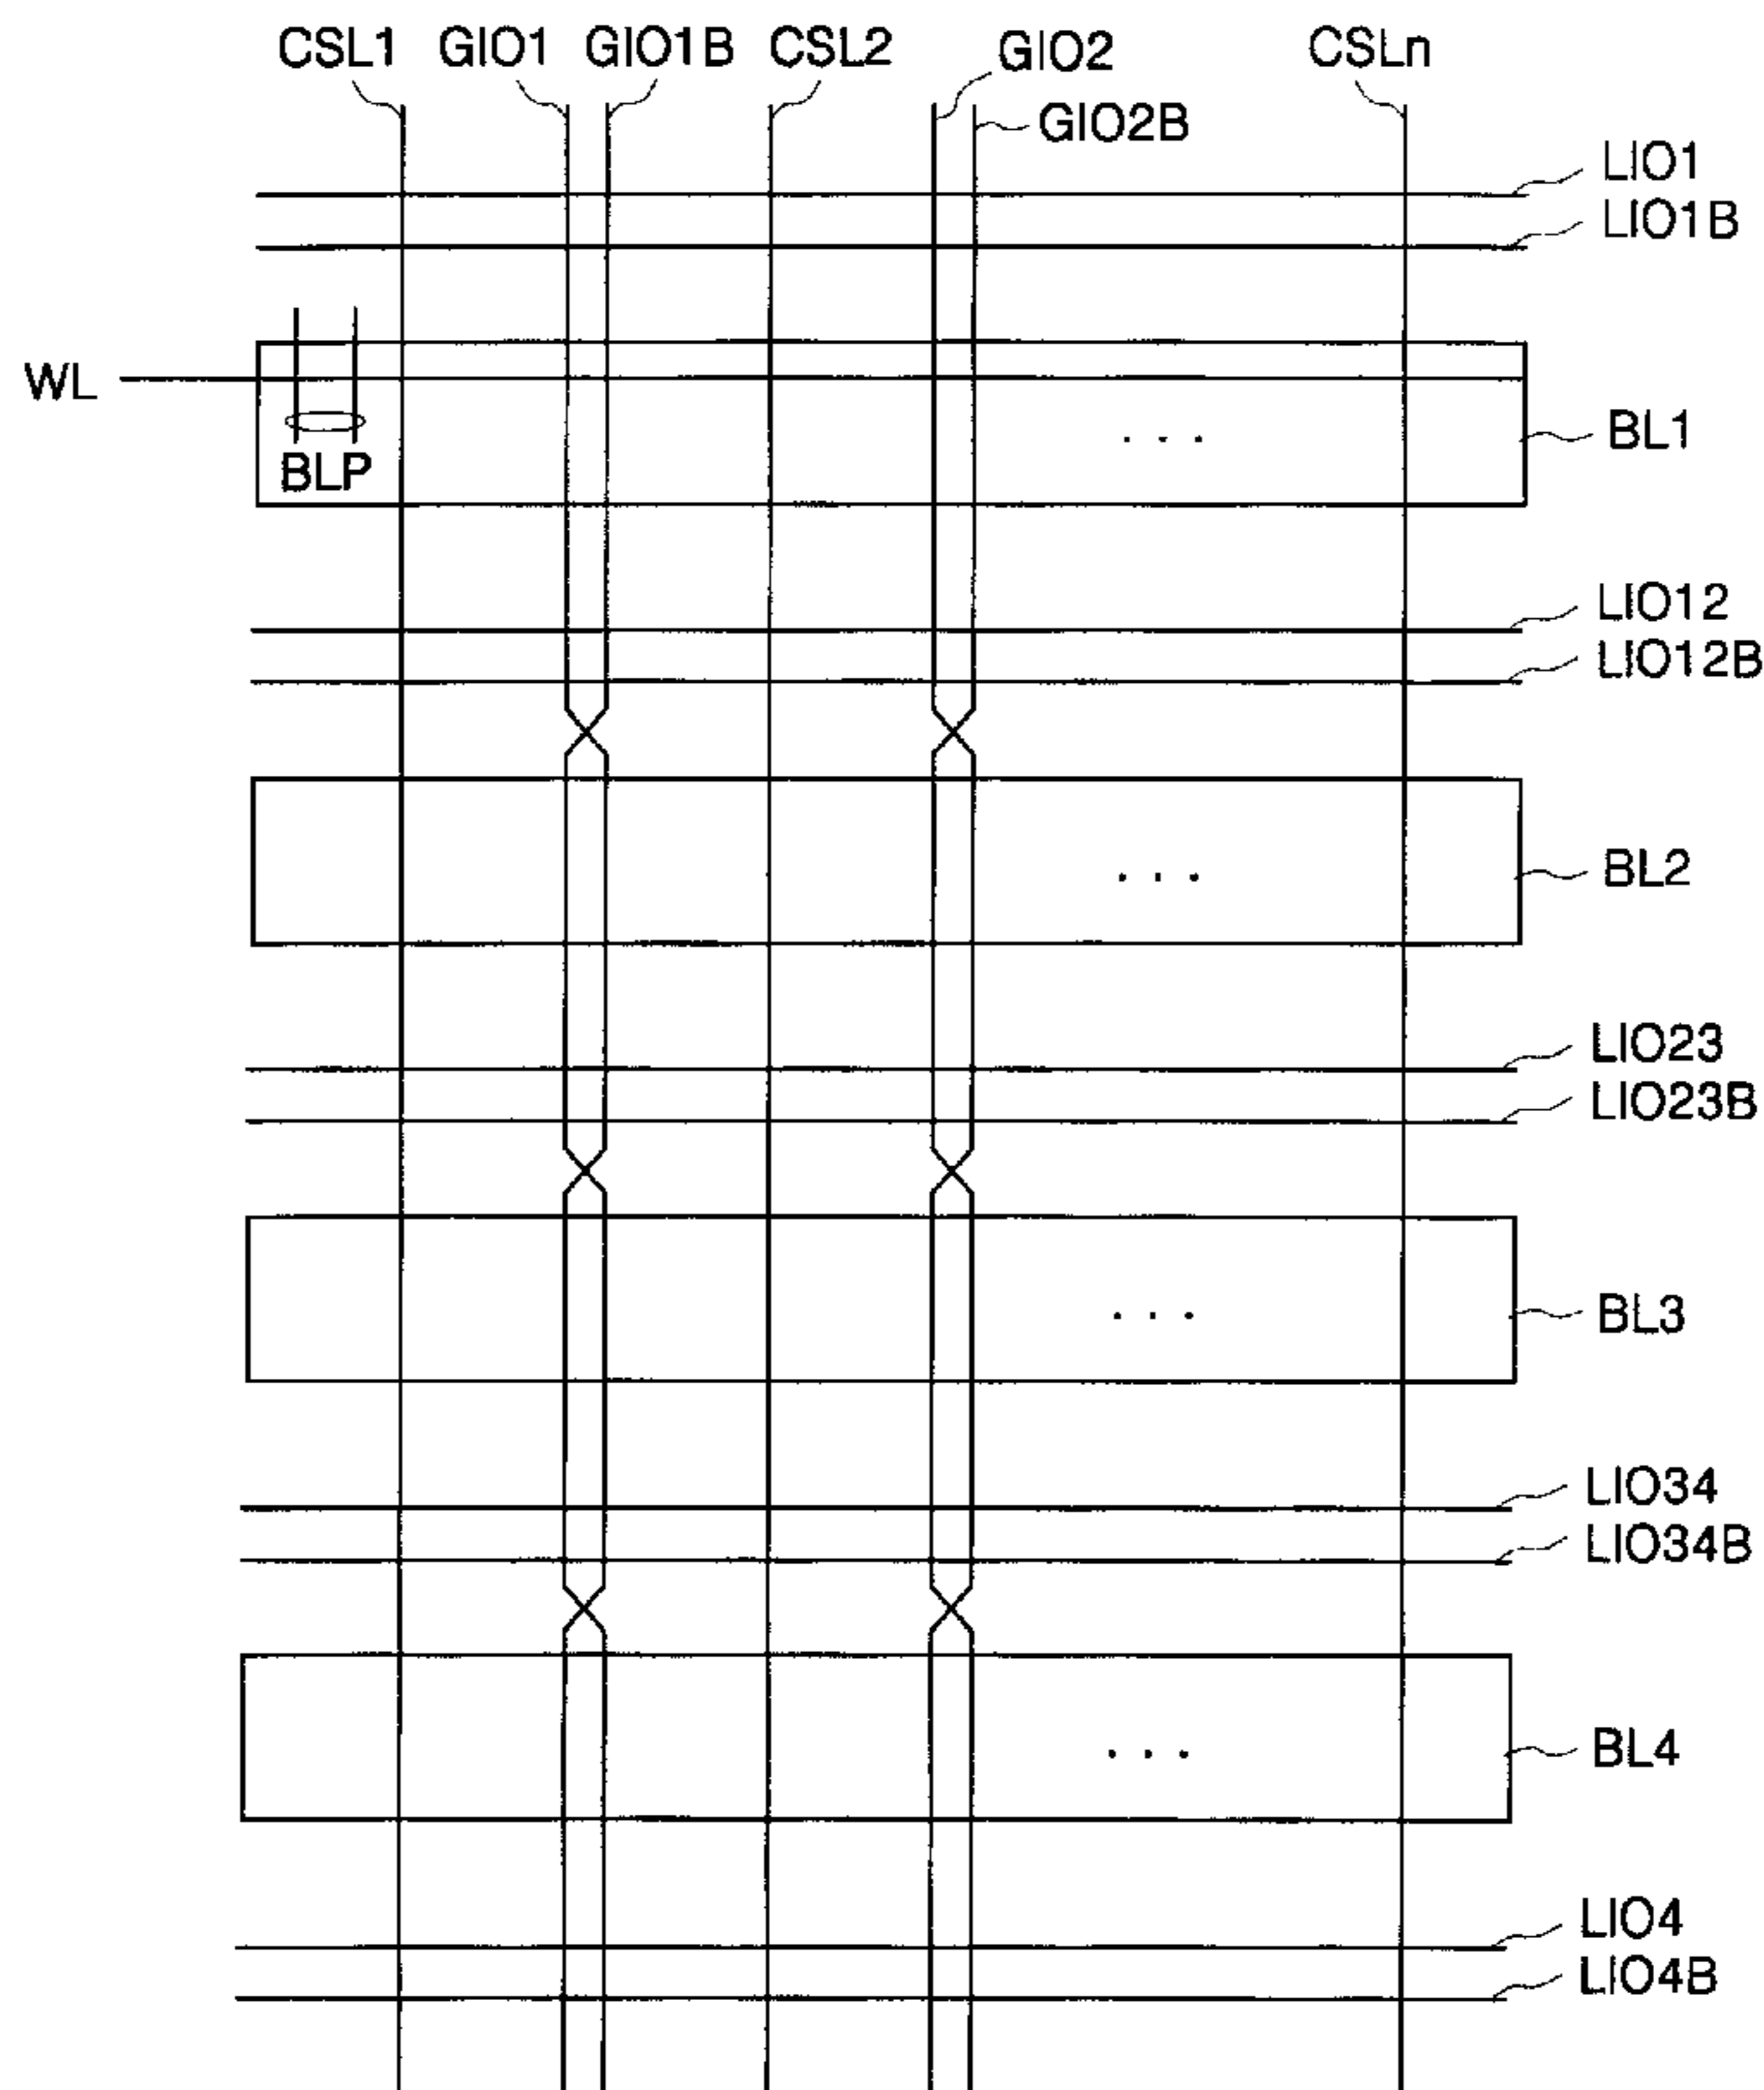 CSL1 GIO1 GIO1B CSL2 GIO2 CSLn
GIO2B
LIO1
LIO1B
WL
BLP
BL1
. . .
LIO12
LIO12B
BL2
. . .
LIO23
LIO23B
BL3
. . .
LIO34
LIO34B
BL4
. . .
LIO4
LIO4B